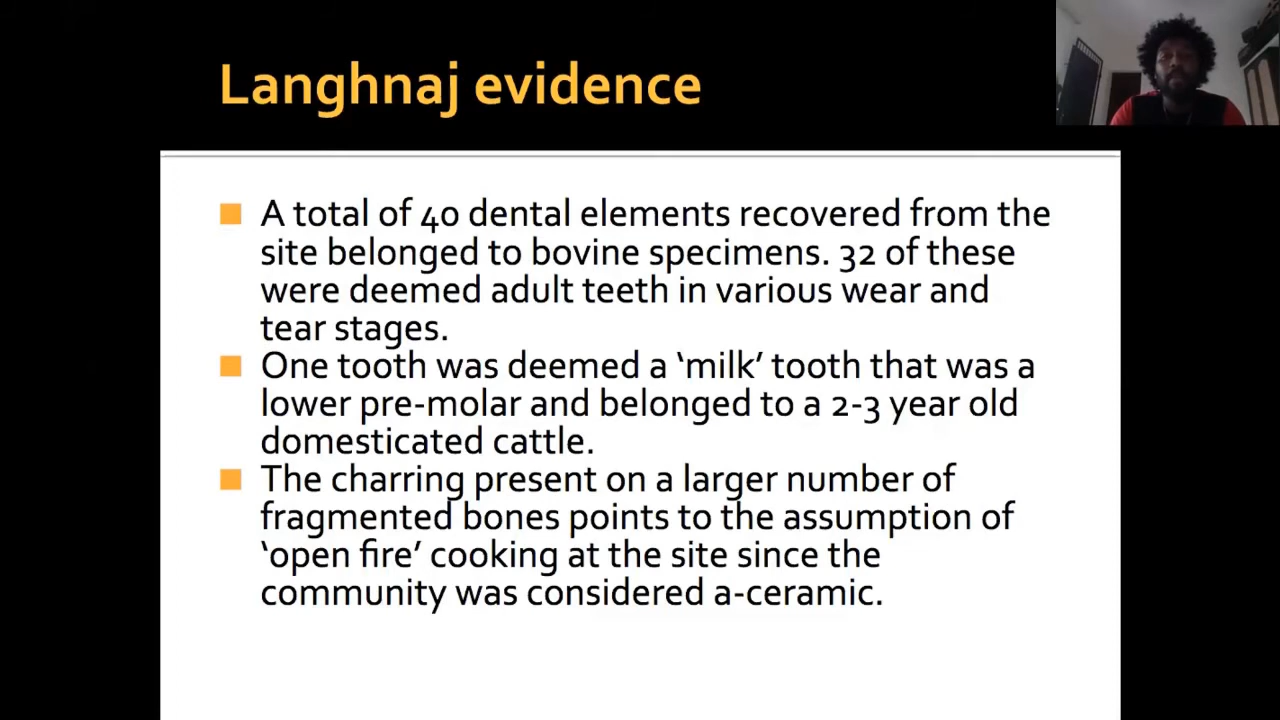 Langhnaj evidence
A total of 40 dental elements recovered from the
site belonged to bovine specimens. 32 of these
were deemed adult teeth in various wear and
tear stages.
One tooth was deemed a ‘milk’ tooth that was a
lower pre-molar and belonged to a 2-3 year old
domesticated cattle.
The charring present on a larger number of
fragmented bones points to the assumption of
‘open fire’ cooking at the site since the
community was considered a-ceramic.